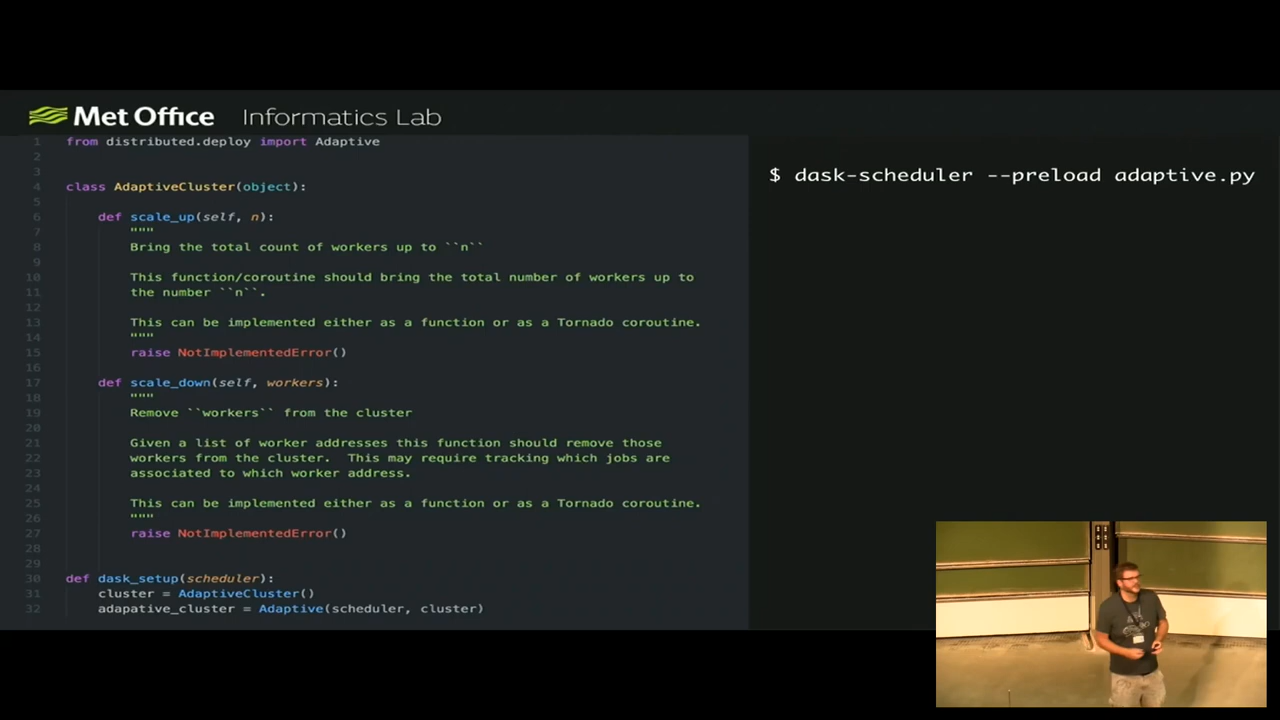 Met Office Informatics Lab
1 from distributed.deploy import Adaptive
2
3
4 class AdaptiveCluster(object):
5
6 def scale_up(self, n):
7 """
8 Bring the total count of workers up to ``n``
9
10 This function/coroutine should bring the total number of workers up to
11 the number ``n``.
12
13 This can be implemented either as a function or as a Tornado coroutine.
14 """
15 raise NotImplementedError()
16
17 def scale_down(self, workers):
18 """
19 Remove ``workers`` from the cluster
20
21 Given a list of worker addresses this function should remove those
22 workers from the cluster.  This may require tracking which jobs are
23 associated to which worker address.
24
25 This can be implemented either as a function or as a Tornado coroutine.
26 """
27 raise NotImplementedError()
28
29
30 def dask_setup(scheduler):
31 cluster = AdaptiveCluster()
32 adapative_cluster = Adaptive(scheduler, cluster)
$ dask-scheduler --preload adaptive.py